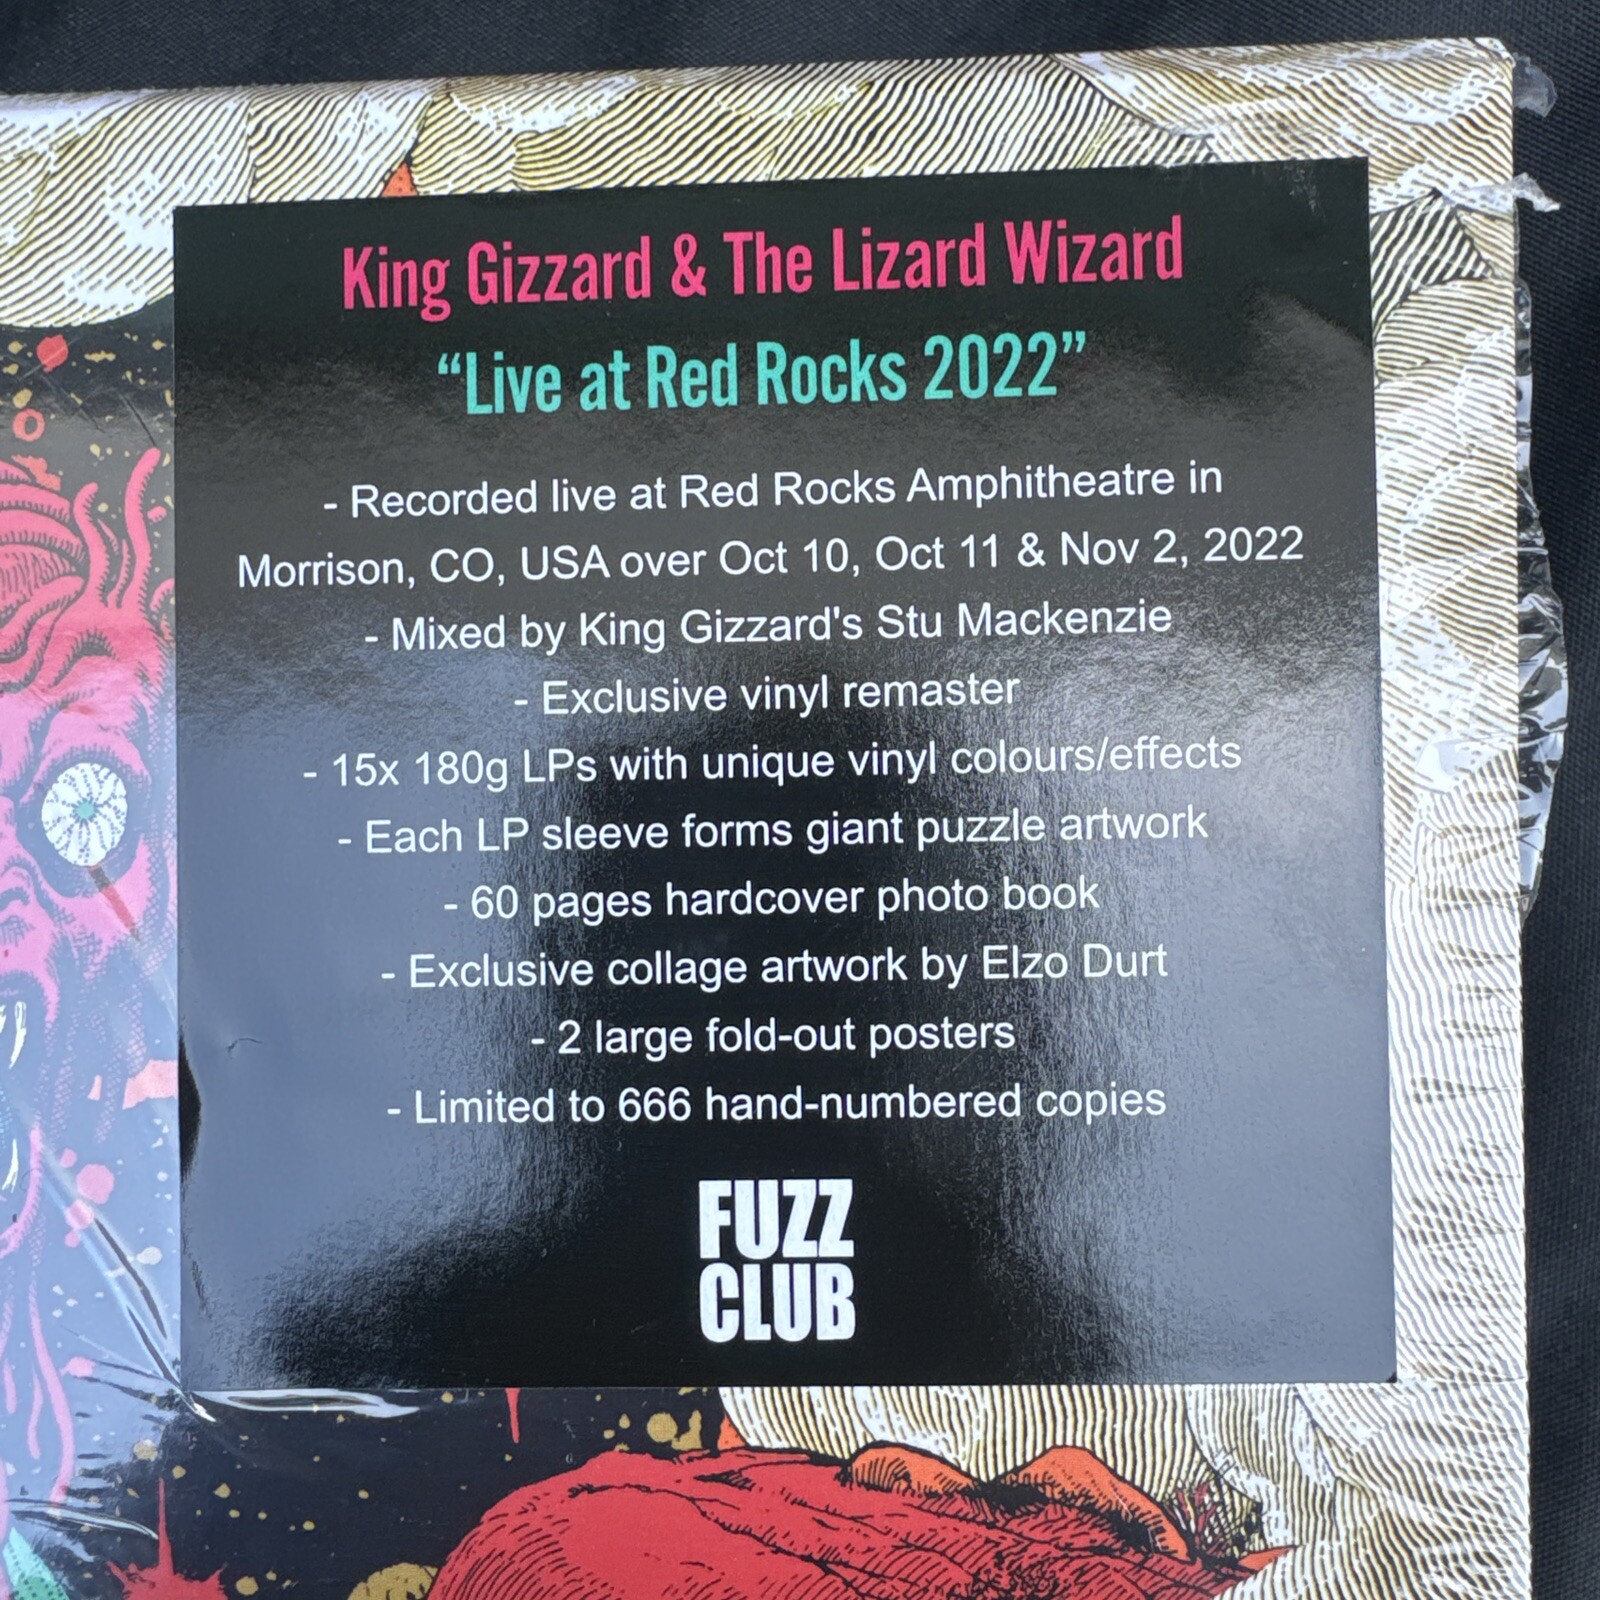 King Gizzard & The Lizard Wizard
“Live at Red Rocks 2022”
- Recorded live at Red Rocks Amphitheatre in
Morrison, CO, USA over Oct 10, Oct 11 & Nov 2, 2022
- Mixed by King Gizzard's Stu Mackenzie
- Exclusive vinyl remaster
- 15x 180g LPs with unique vinyl colours/effects
- Each LP sleeve forms giant puzzle artwork
- 60 pages hardcover photo book
- Exclusive collage artwork by Elzo Durt
- 2 large fold-out posters
- Limited to 666 hand-numbered copies
FUZZ
CLUB